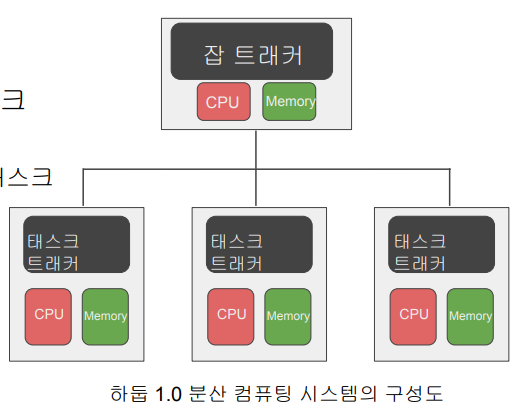 잡 트래커
CPU
Memory
크
태스크
태스크
트래커
CPU
Memory
태스크
트래커
CPU
Memory
태스크
트래커
CPU
Memory
하둡 1.0 분산 컴퓨팅 시스템의 구성도